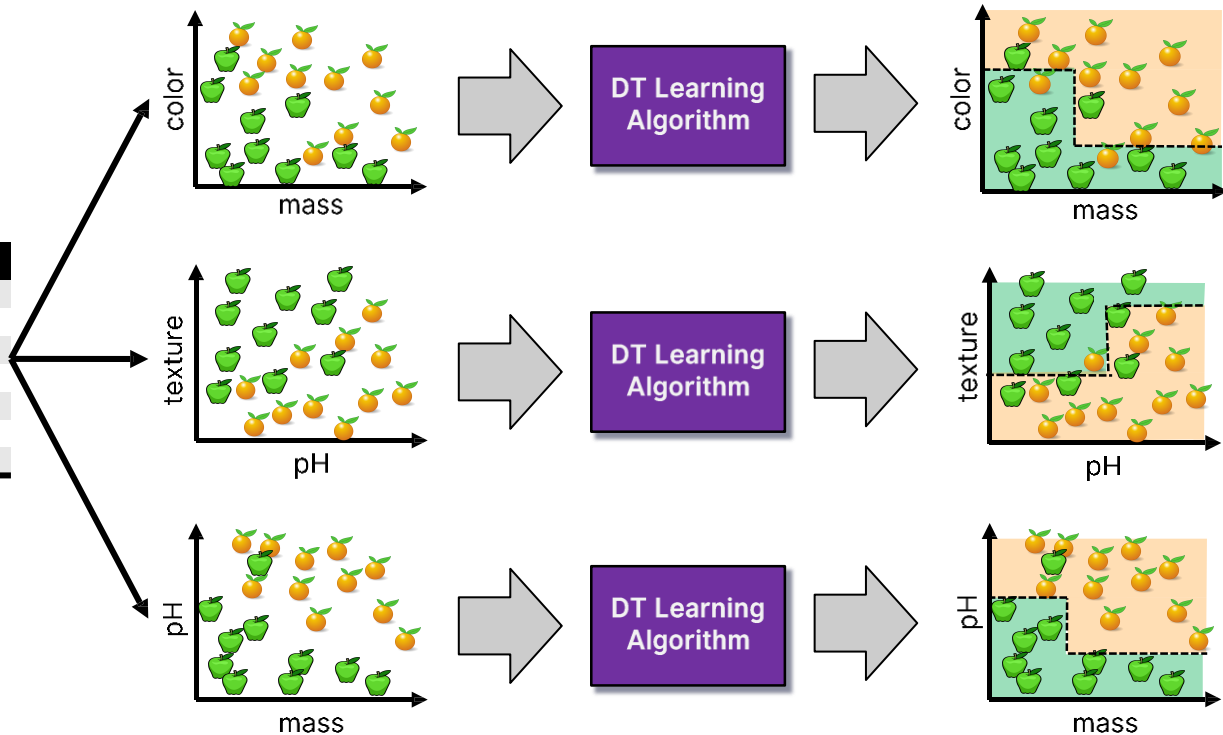 color
mass
DT Learning
Algorithm
color
mass
texture
pH
DT Learning
Algorithm
texture
pH
pH
mass
DT Learning
Algorithm
pH
mass